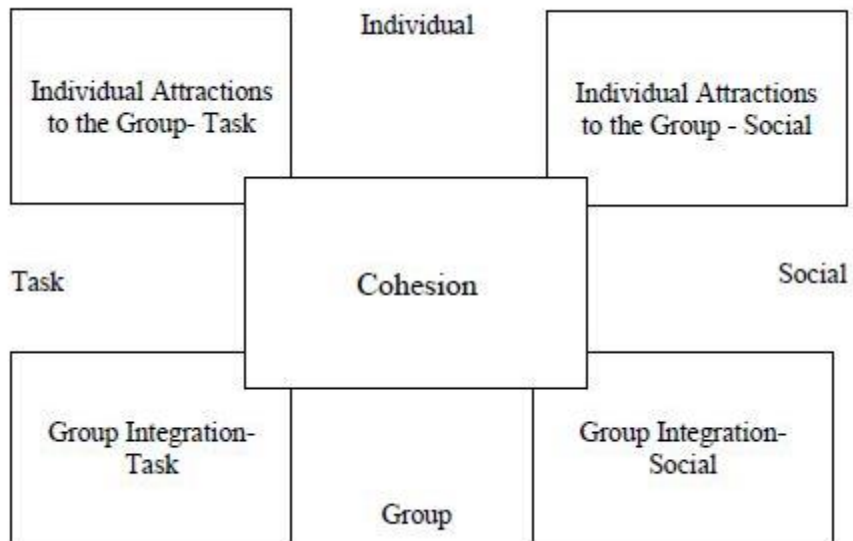 Individual
Individual Attractions
to the Group- Task
Individual Attractions
to the Group - Social
Task
Cohesion
Social
Group Integration-
Task
Group Integration-
Social
Group